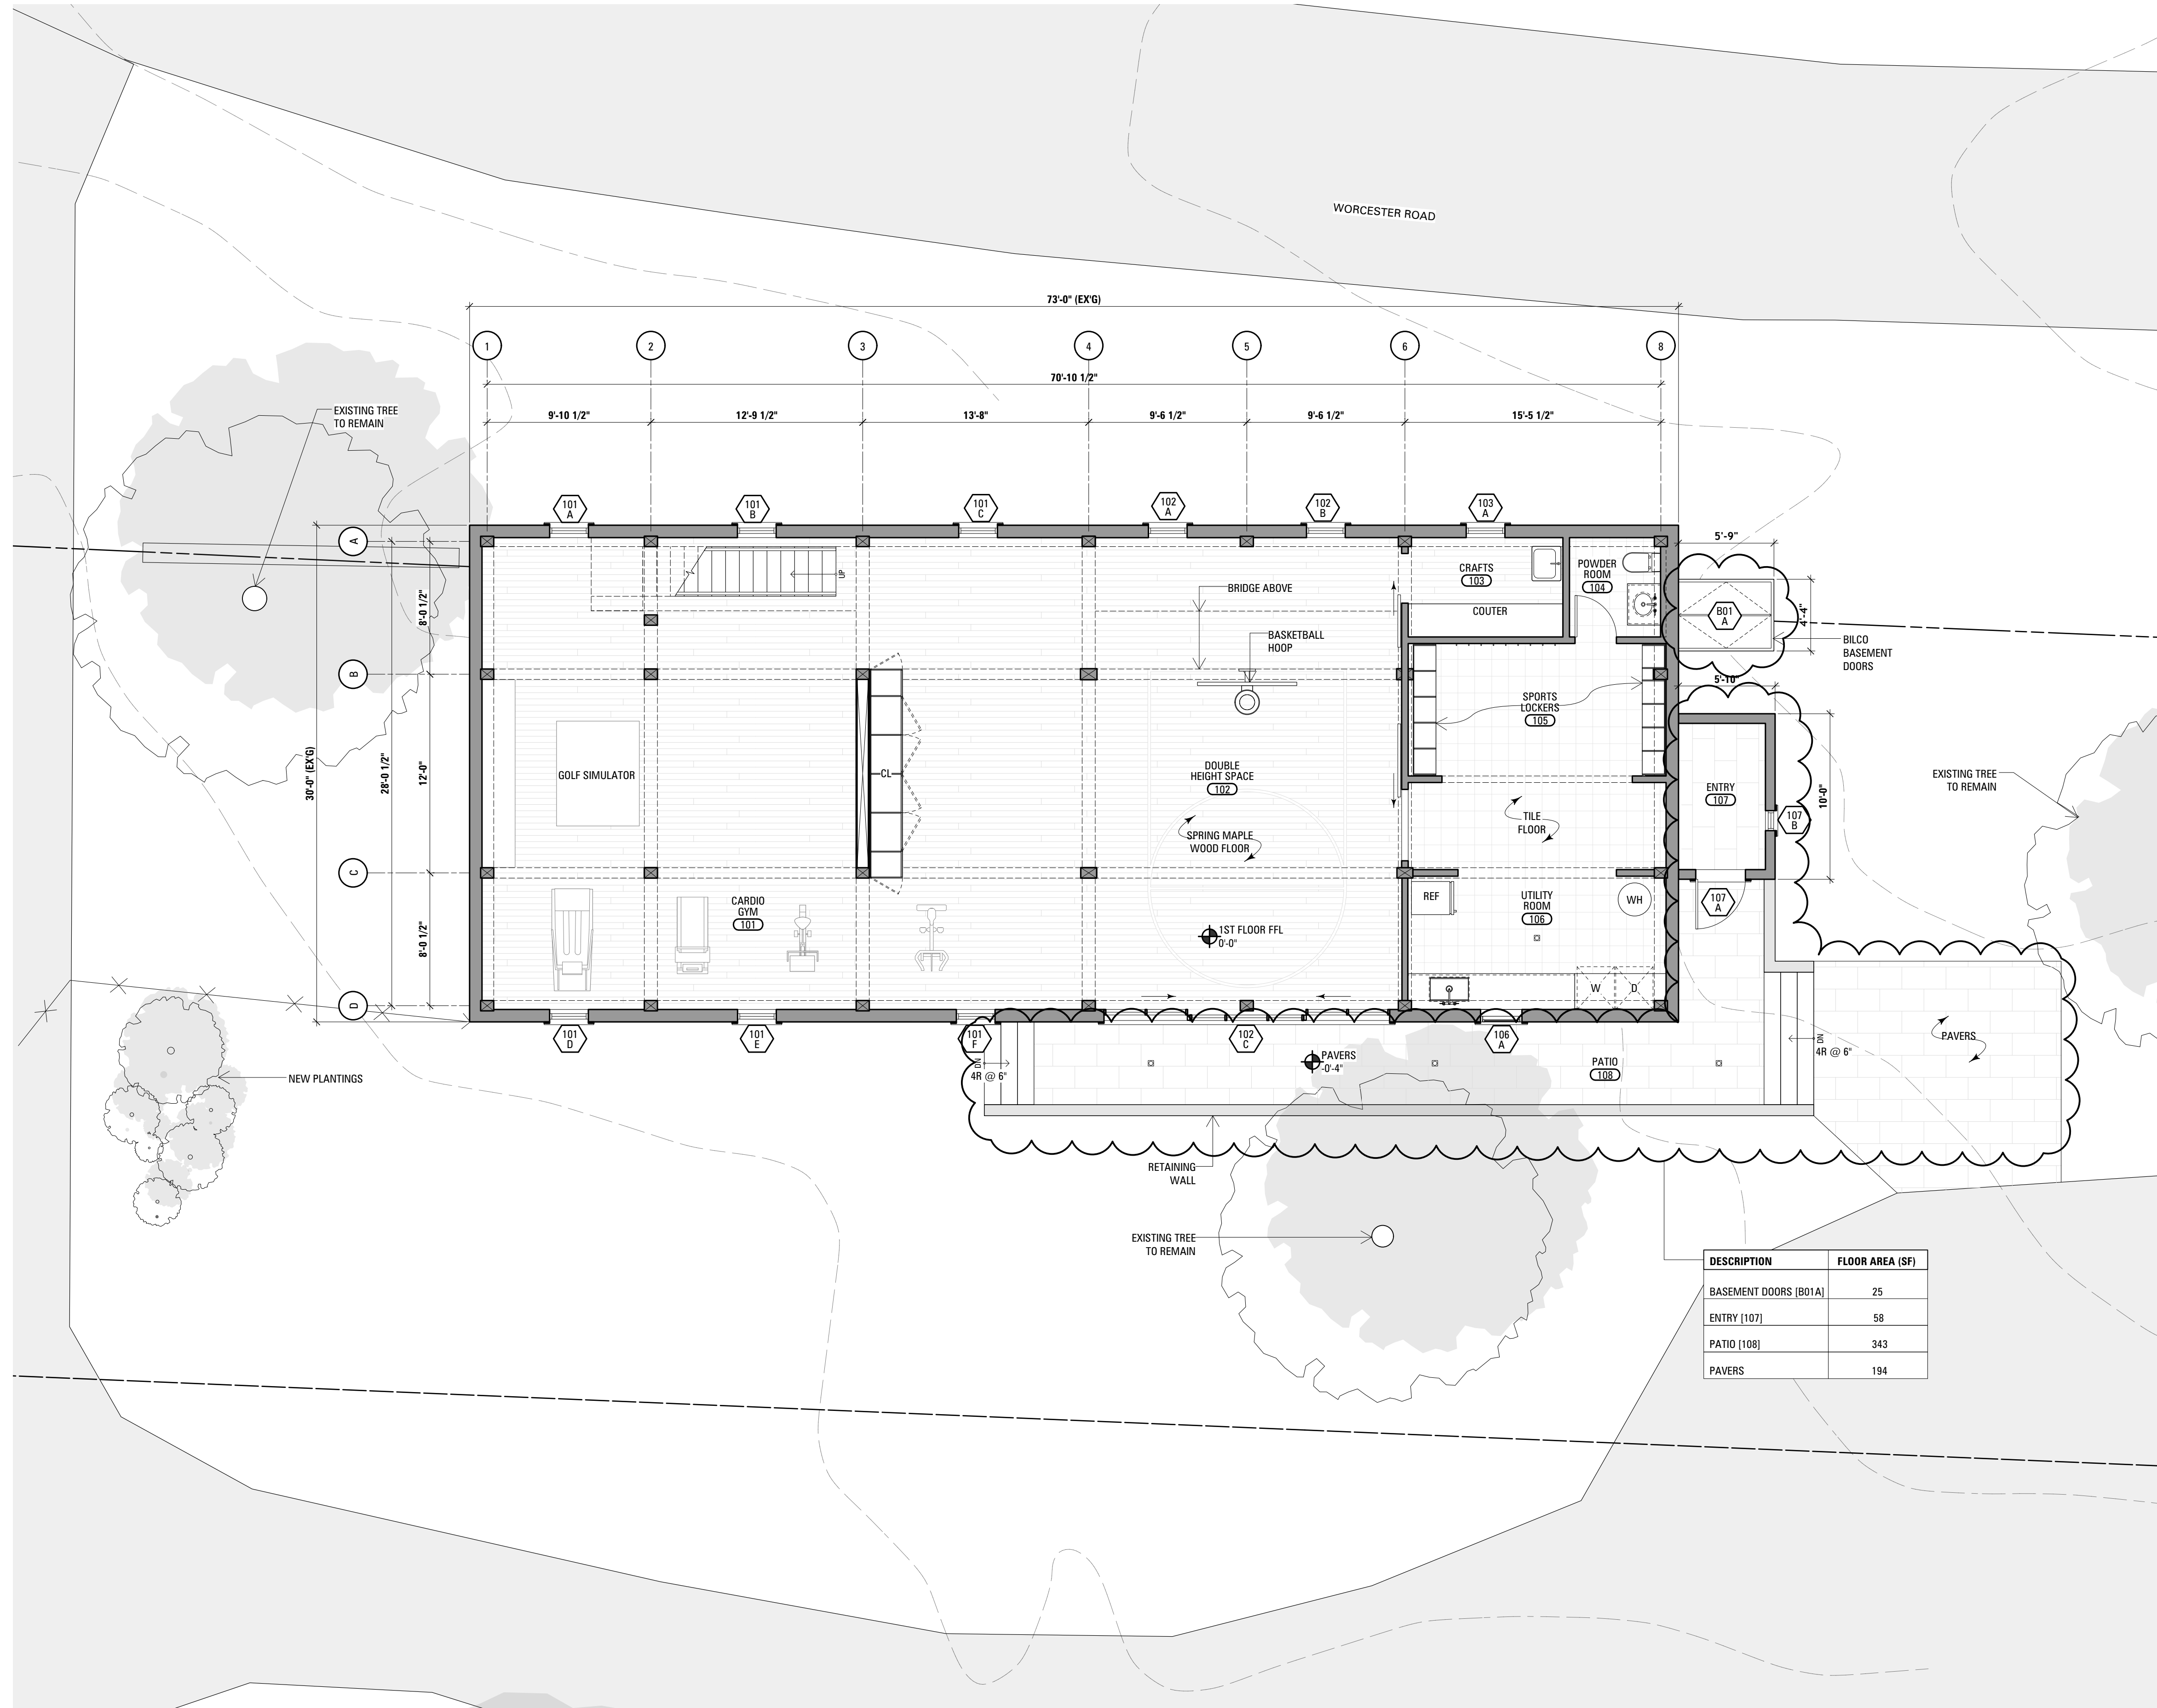 WORCESTER ROAD
73'-0" (EX'G)
1
2
3
4
5
6
8
70'-10 1/2"
9'-10 1/2"
12'-9 1/2"
13'-8"
9'-6 1/2"
9'-6 1/2"
15'-5 1/2"
EXISTING TREE
TO REMAIN
101
A
101
B
101
C
102
A
102
B
103
A
A
B
C
D
30'-0" (EX'G)
28'-0 1/2"
8'-0 1/2"
12'-0"
8'-0 1/2"
UP
BRIDGE ABOVE
BASKETBALL
HOOP
CRAFTS
103
COUTER
POWDER
ROOM
104
5'-9"
4'-4"
B01
A
BILCO
BASEMENT
DOORS
5'-10"
SPORTS
LOCKERS
105
GOLF SIMULATOR
CL
DOUBLE
HEIGHT SPACE
102
SPRING MAPLE
WOOD FLOOR
TILE
FLOOR
ENTRY
107
107
B
10'-0"
EXISTING TREE
TO REMAIN
CARDIO
GYM
101
1ST FLOOR FFL
0'-0"
REF
UTILITY
ROOM
106
WH
W
D
107
A
101
D
101
E
101
F
102
C
106
A
DN
4R @ 6"
PAVERS
-0'-4"
PATIO
108
DN
4R @ 6"
PAVERS
NEW PLANTINGS
RETAINING
WALL
EXISTING TREE
TO REMAIN
DESCRIPTION FLOOR AREA (SF)
BASEMENT DOORS [B01A] 25
ENTRY [107] 58
PATIO [108] 343
PAVERS 194